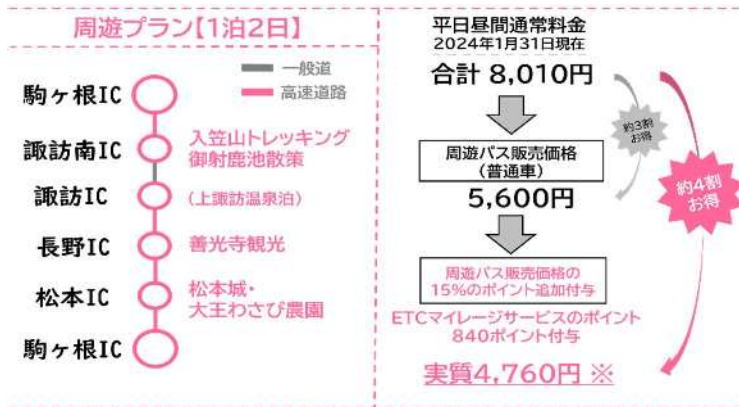 周遊プラン【1泊2日】
一般道
高速道路
駒ヶ根IC
諏訪南IC
入笠山トレッキング
御射鹿池散策
諏訪IC
(上諏訪温泉泊)
長野IC
善光寺観光
松本IC
松本城・
大王わさび農園
駒ヶ根IC
平日昼間通常料金
2024年1月31日現在
合計 8,010円
約3割
お得
周遊パス販売価格
(普通車)
5,600円
約4割
お得
周遊パス販売価格の
15%のポイント追加付与
ETCマイレージサービスのポイント
840ポイント付与
実質4,760円 ※